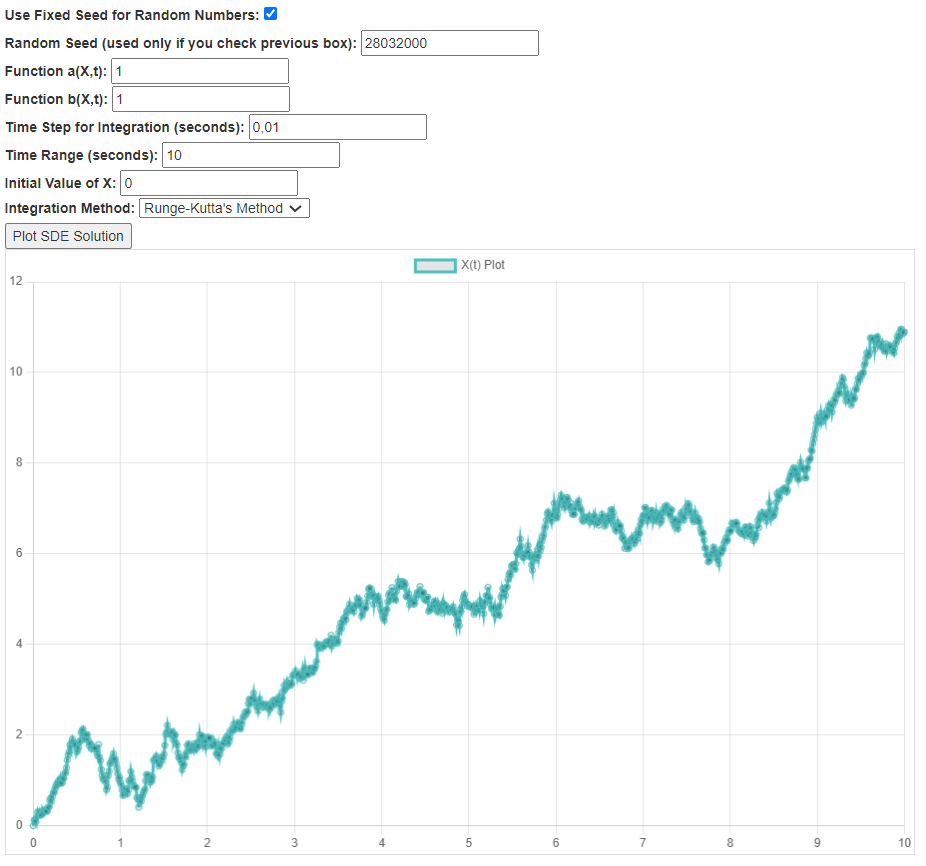 Use Fixed Seed for Random Numbers:
Random Seed (used only if you check previous box): 28032000
Function a(X,t): 1
Function b(X,t): 1
Time Step for Integration (seconds): 0,01
Time Range (seconds): 10
Initial Value of X: 0
Integration Method: Runge-Kutta's Method
Plot SDE Solution
X(t) Plot
12
10
8
6
4
2
0
0 1 2 3 4 5 6 7 8 9 10